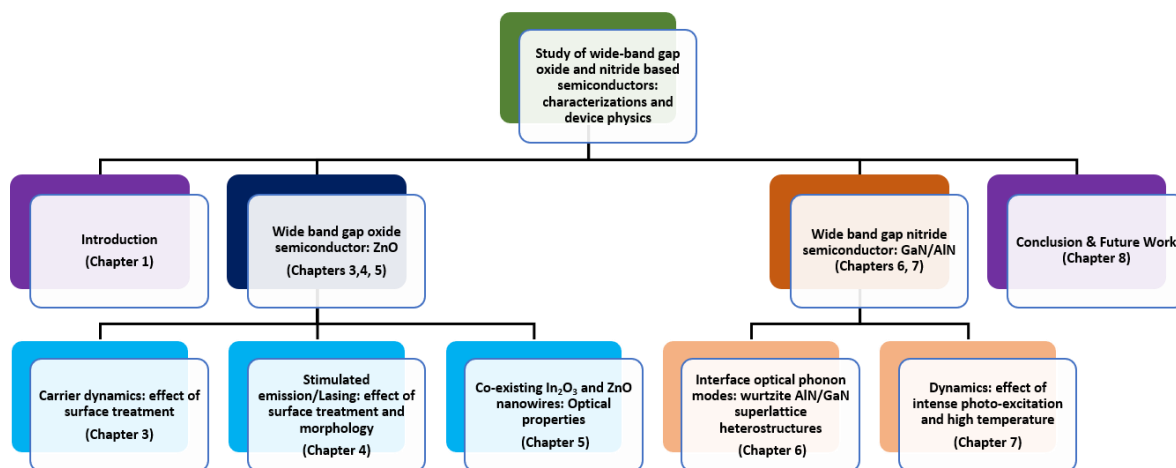 Study of wide-band gap
oxide and nitride based
semiconductors:
characterizations and
device physics
Introduction
(Chapter 1)
Wide band gap oxide
semiconductor: ZnO
(Chapters 3,4, 5)
Wide band gap nitride
semiconductor: GaN/AlN
(Chapters 6, 7)
Conclusion & Future Work
(Chapter 8)
Carrier dynamics: effect of
surface treatment
(Chapter 3)
Stimulated
emission/Lasing: effect of
surface treatment and
morphology
(Chapter 4)
Co-existing In₂O₃ and ZnO
nanowires: Optical
properties
(Chapter 5)
Interface optical phonon
modes: wurtzite AlN/GaN
superlattice
heterostructures
(Chapter 6)
Dynamics: effect of
intense photo-excitation
and high temperature
(Chapter 7)